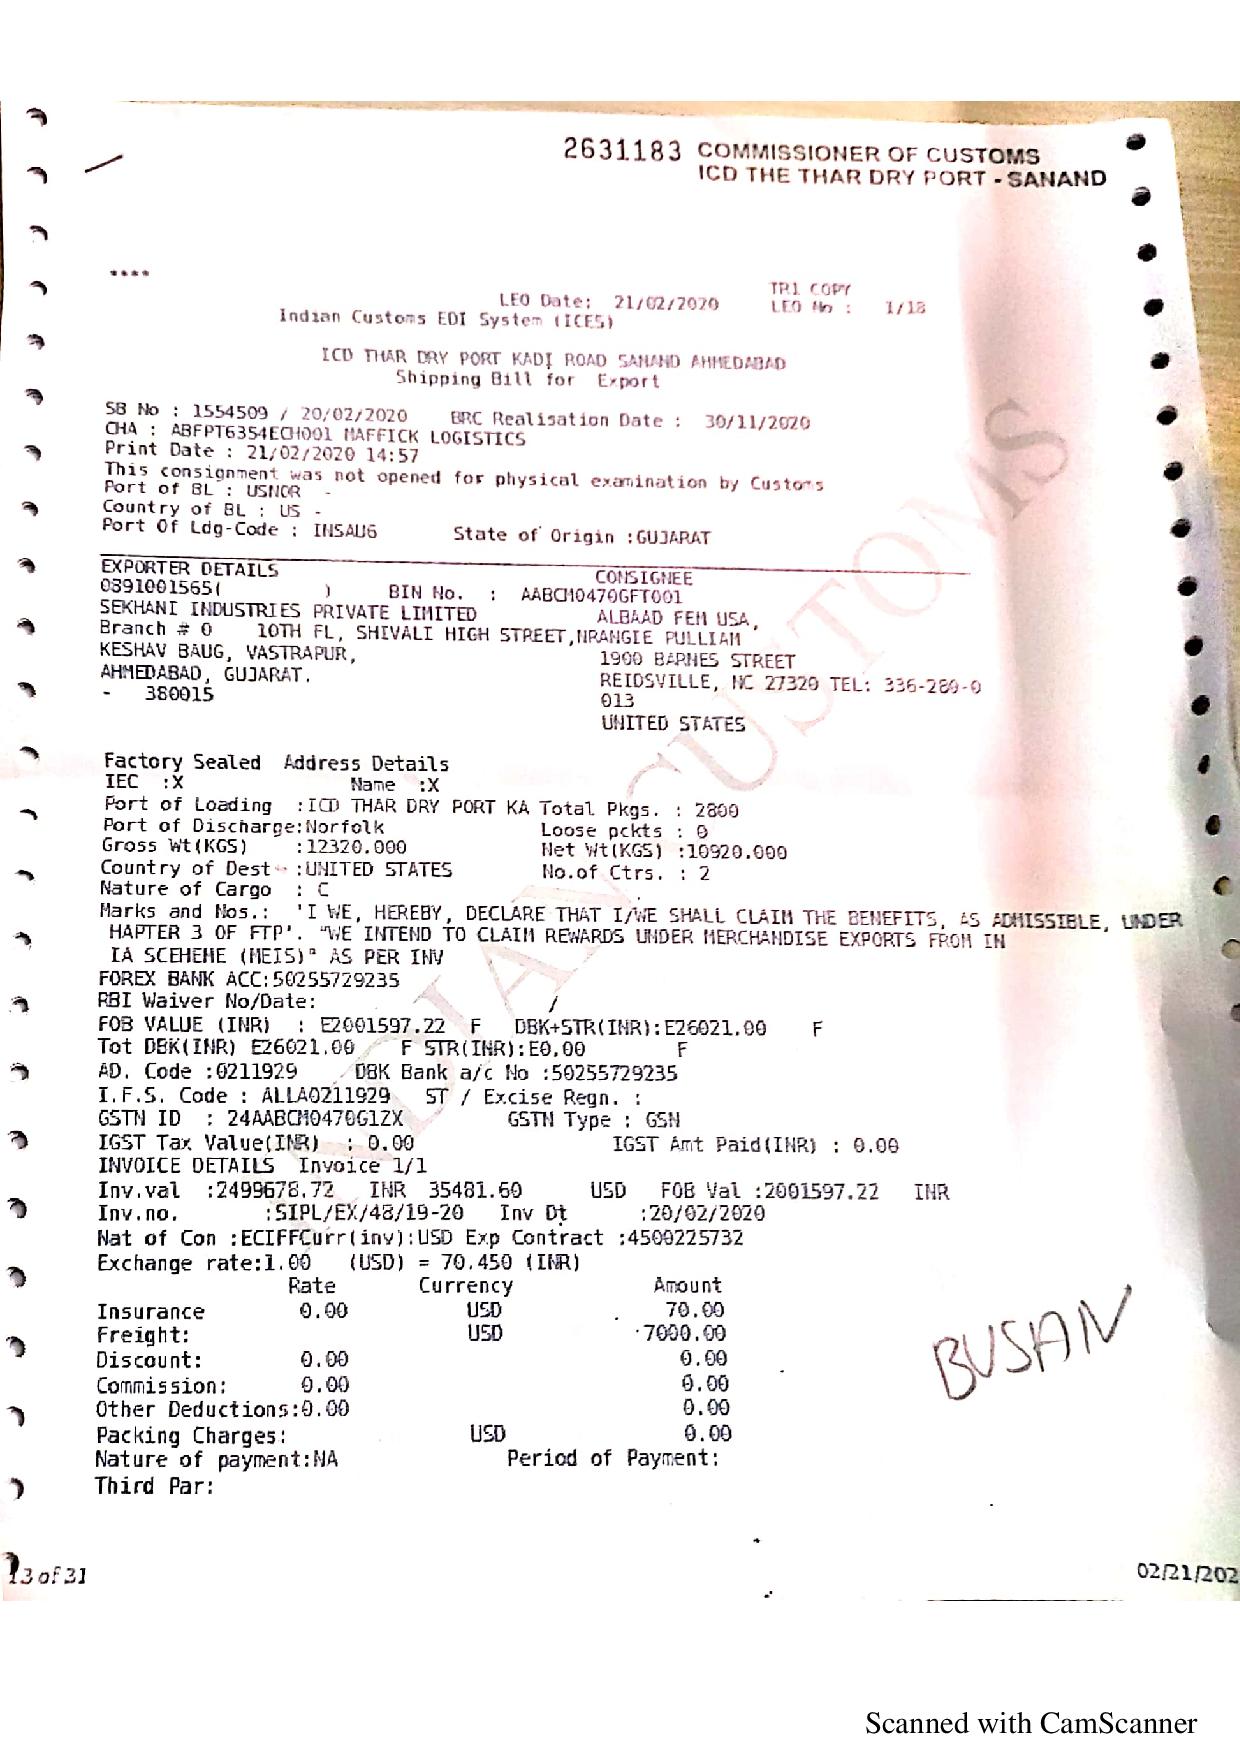 2631183 COMMISSIONER OF CUSTOMS
ICD THE THAR DRY PORT - SANAND
****
TR1 COPY
LEO Date: 21/02/2020 LEO No : 1/18
Indian Customs EDI System (ICES)
ICD THAR DRY PORT KADI ROAD SANAND AHMEDABAD
Shipping Bill for Export
SB No : 1554509 / 20/02/2020 BRC Realisation Date : 30/11/2020
CHA : ABFPT6354ECH001 MAFFICK LOGISTICS
Print Date : 21/02/2020 14:57
This consignment was not opened for physical examination by Customs
Port of BL : USNOR -
Country of BL : US -
Port Of Ldg-Code : INSAU6 State of Origin :GUJARAT
EXPORTER DETAILS CONSIGNEE
0891001565( ) BIN No. : AABCM0470GFT001
SEKHANI INDUSTRIES PRIVATE LIMITED ALBAAD FEM USA,
Branch # 0 10TH FL, SHIVALI HIGH STREET,NRANGIE PULLIAM
KESHAV BAUG, VASTRAPUR, 1900 BARNES STREET
AHMEDABAD, GUJARAT. REIDSVILLE, NC 27320 TEL: 336-280-0
- 380015 013
UNITED STATES
Factory Sealed Address Details
IEC :X Name :X
Port of Loading :ICD THAR DRY PORT KA Total Pkgs. : 2800
Port of Discharge:Norfolk Loose pckts : 0
Gross Wt(KGS) :12320.000 Net Wt(KGS) :10920.000
Country of Dest :UNITED STATES No.of Ctrs. : 2
Nature of Cargo : C
Marks and Nos.: 'I WE, HEREBY, DECLARE THAT I/WE SHALL CLAIM THE BENEFITS, AS ADMISSIBLE, UNDER
HAPTER 3 OF FTP'. "WE INTEND TO CLAIM REWARDS UNDER MERCHANDISE EXPORTS FROM IN
IA SCEHEME (MEIS)" AS PER INV
FOREX BANK ACC:50255729235
RBI Waiver No/Date: /
FOB VALUE (INR) : E2001597.22 F DBK+STR(INR):E26021.00 F
Tot DBK(INR) E26021.00 F STR(INR):E0.00 F
AD. Code :0211929 DBK Bank a/c No :50255729235
I.F.S. Code : ALLA0211929 ST / Excise Regn. :
GSTN ID : 24AABCM0470G1ZX GSTN Type : GSN
IGST Tax Value(INR) : 0.00 IGST Amt Paid(INR) : 0.00
INVOICE DETAILS Invoice 1/1
Inv.val :2499678.72 INR 35481.60 USD FOB Val :2001597.22 INR
Inv.no. :SIPL/EX/48/19-20 Inv Dt :20/02/2020
Nat of Con :ECIFFCurr(inv):USD Exp Contract :4500225732
Exchange rate:1.00 (USD) = 70.450 (INR)
Rate Currency Amount
Insurance 0.00 USD 70.00
Freight: USD 7000.00
Discount: 0.00 0.00
Commission: 0.00 0.00
Other Deductions:0.00 0.00
Packing Charges: USD 0.00
Nature of payment:NA Period of Payment:
Third Par:
BUSAN
INDIAN CUSTOMS
13 of 31 02/21/202
Scanned with CamScanner